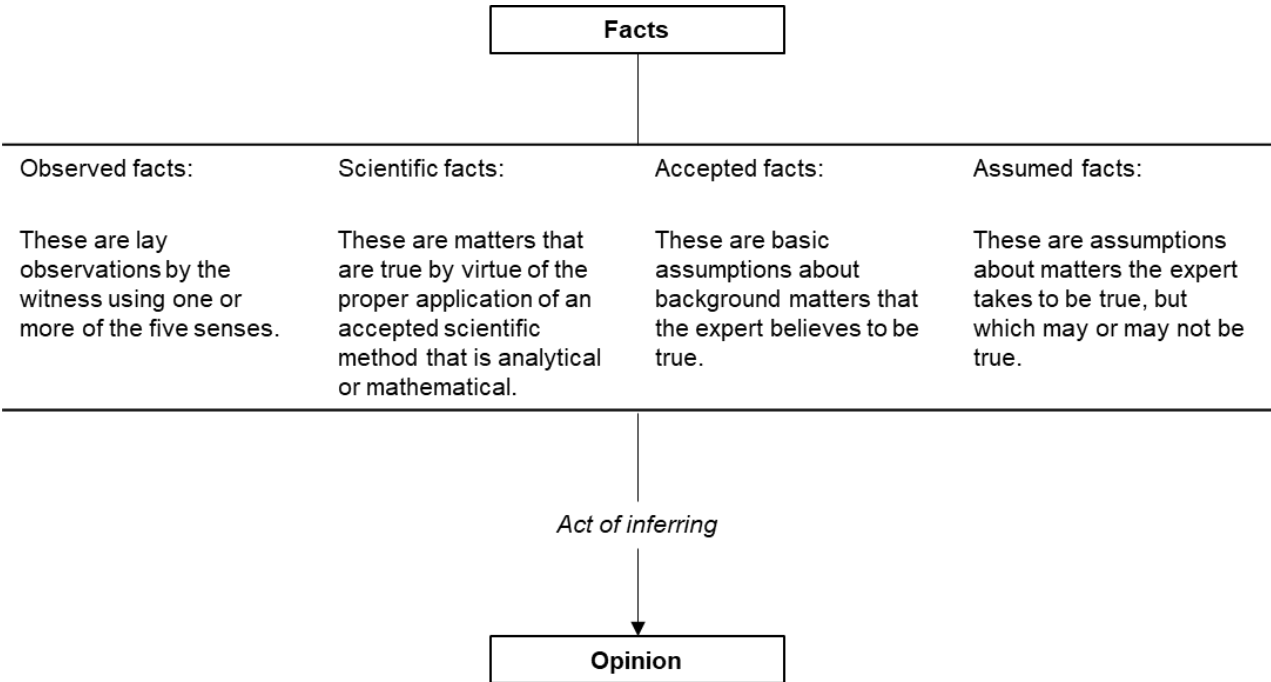 Facts
Observed facts:
These are lay
observations by the
witness using one or
more of the five senses.
Scientific facts:
These are matters that
are true by virtue of the
proper application of an
accepted scientific
method that is analytical
or mathematical.
Accepted facts:
These are basic
assumptions about
background matters that
the expert believes to be
true.
Assumed facts:
These are assumptions
about matters the expert
takes to be true, but
which may or may not be
true.
Act of inferring
Opinion